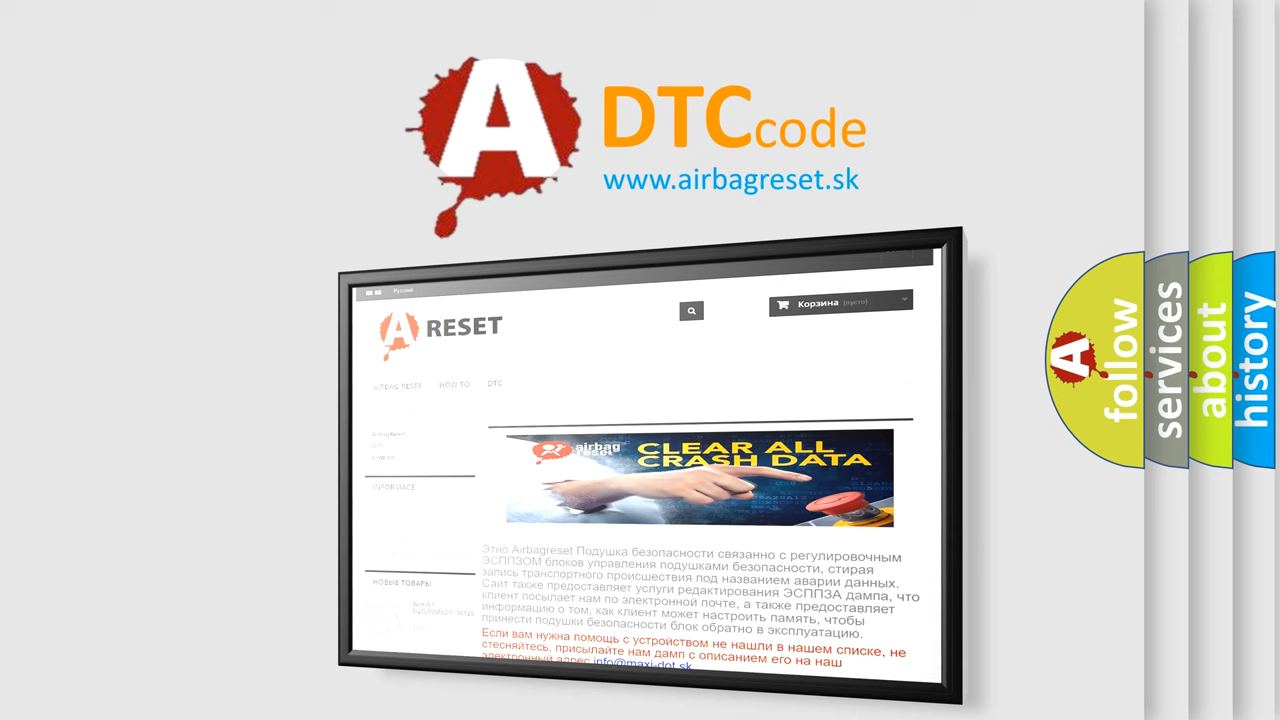 A
DTCcode
www.airbagreset.sk
Русский
A RESET
Корзина (пусто)
AIRBAG RESET HOW TO DTC
INFORMACE
airbag
reset
CLEAR ALL
CRASH DATA
НОВЫЕ ТОВАРЫ
Этно Airbagreset Подушка безопасности связанно с регулировочным
ЭСППЗОМ блоков управления подушками безопасности, стирая
запись транспортного происшествия под названием аварии данных.
Сайт также предоставляет услуги редактирования ЭСППЗА дампа, что
клиент посылает нам по электронной почте, а также предоставляет
информацию о том, как клиент может настроить память, чтобы
принести подушки безопасности блок обратно в эксплуатацию.
Если вам нужна помощь с устройством не нашли в нашем списке, не
стесняйтесь, присылайте нам дамп с описанием его на наш
электронный адрес info@maxi-dot.sk
A
follow
services
about
history